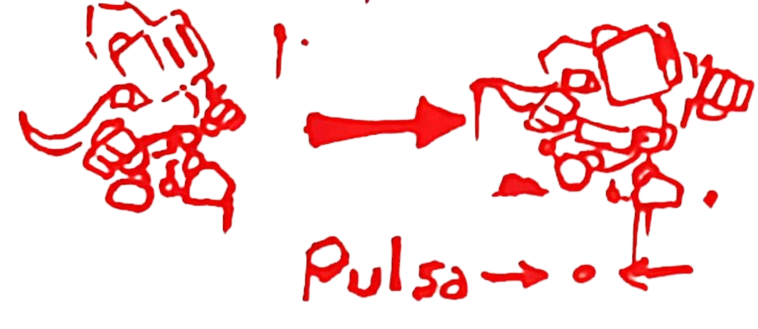 Pulsa → • ←